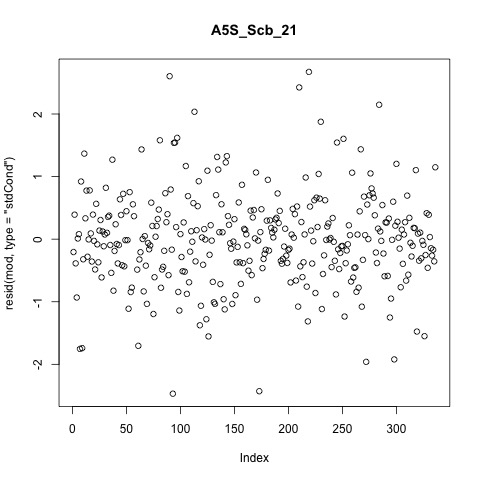 A5S_Scb_21
resid(mod, type = "stdCond")
2
1
0
-1
-2
0 50 100 150 200 250 300
Index